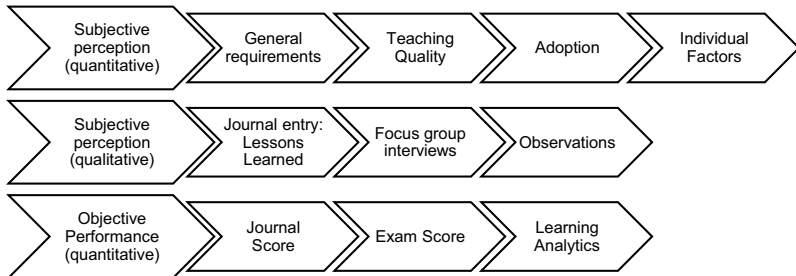 Subjective
perception
(quantitative)
General
requirements
Teaching
Quality
Adoption
Individual
Factors
Subjective
perception
(qualitative)
Journal entry:
Lessons
Learned
Focus group
interviews
Observations
Objective
Performance
(quantitative)
Journal
Score
Exam Score
Learning
Analytics